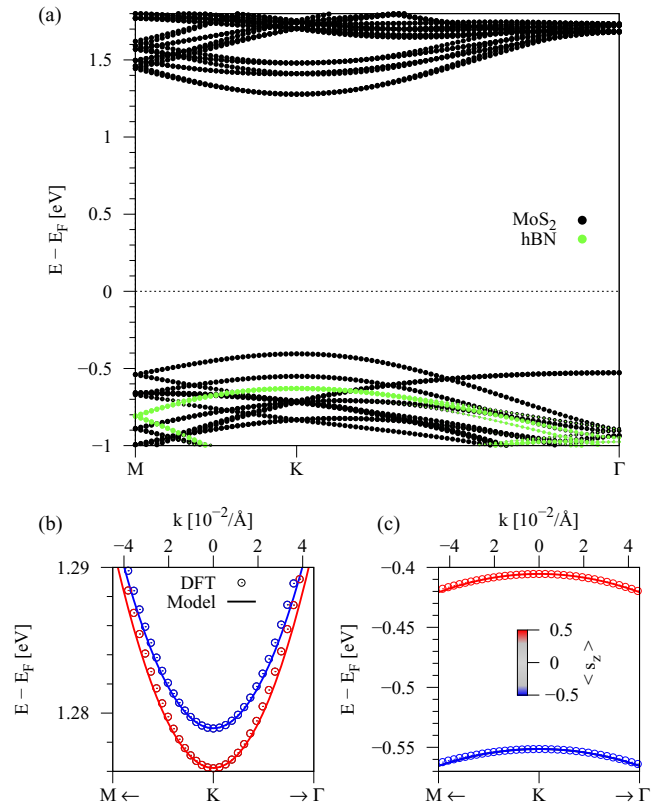 (a)
E − E_F [eV]
1.5
1
0.5
0
−0.5
−1
MoS₂
hBN
M
K
Γ
(b)
k [10⁻²/Å]
−4 −2 0 2 4
E − E_F [eV]
1.29
1.28
DFT
Model
M ←
K
→ Γ
(c)
k [10⁻²/Å]
−4 −2 0 2 4
E − E_F [eV]
−0.4
−0.45
−0.5
−0.55
0.5
0
−0.5
< s_z >
M ←
K
→ Γ